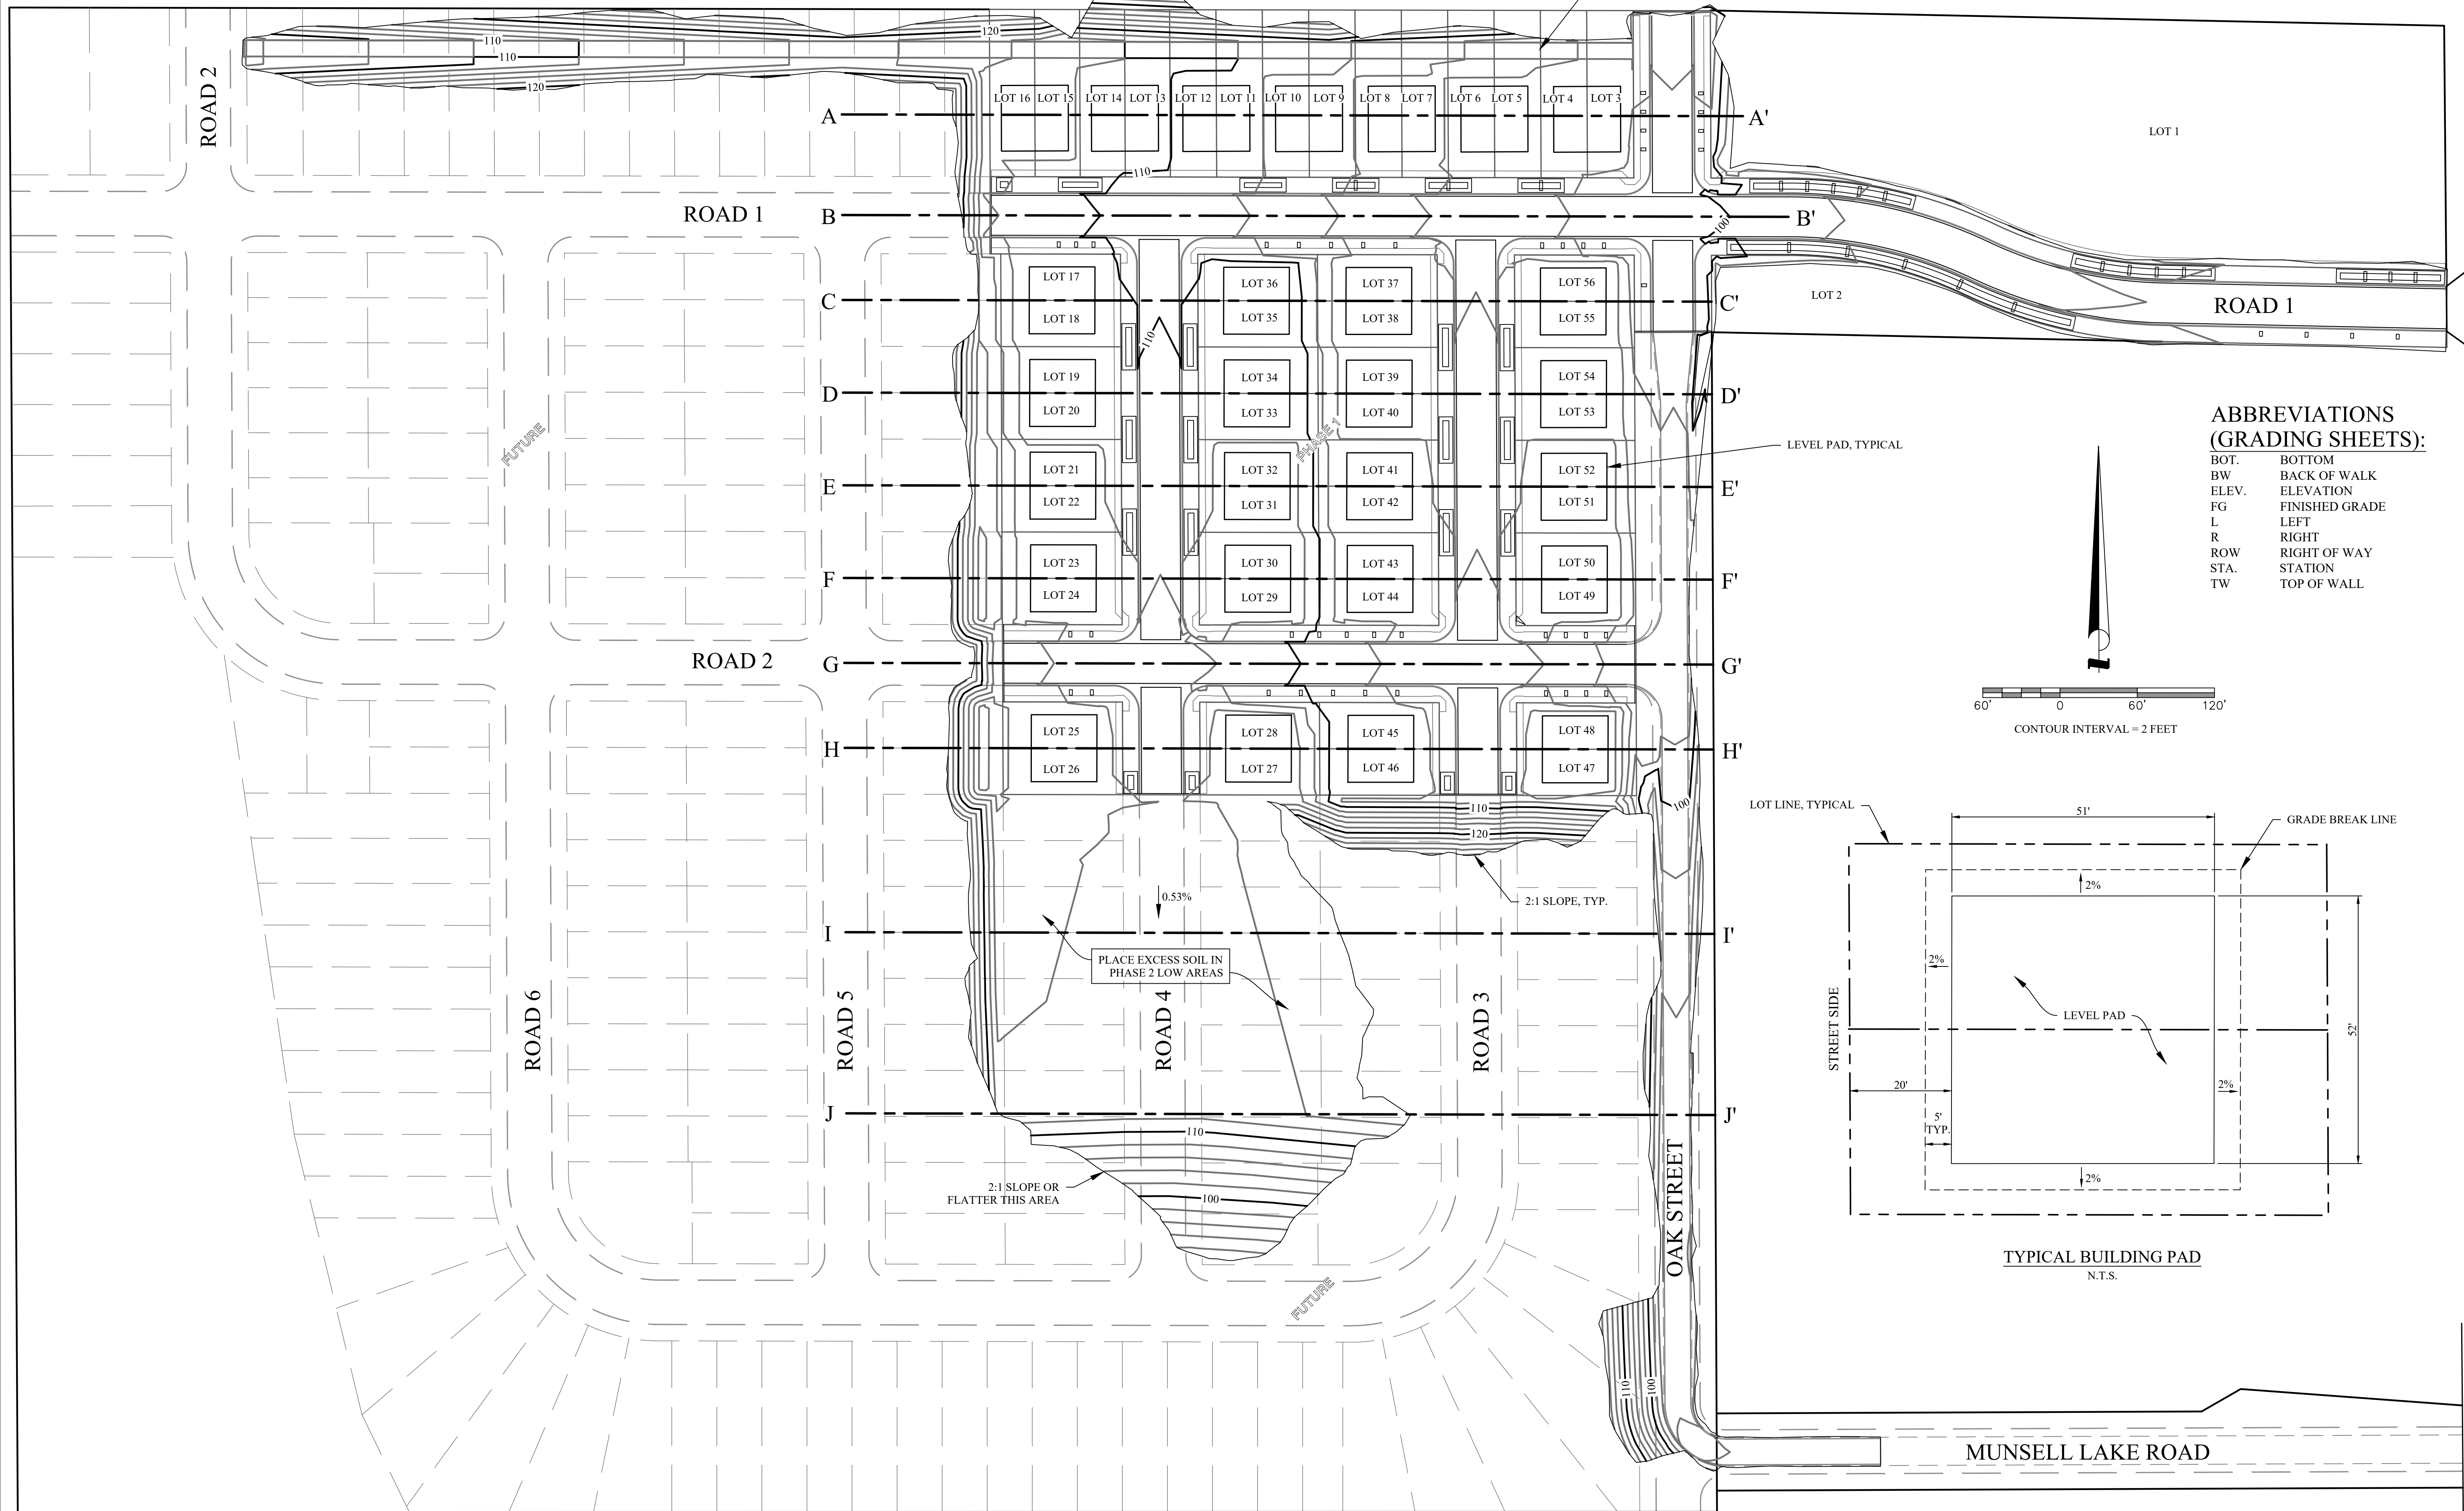 110
110
120
120
ROAD 2
LOT 16
LOT 15
LOT 14
LOT 13
LOT 12
LOT 11
LOT 10
LOT 9
LOT 8
LOT 7
LOT 6
LOT 5
LOT 4
LOT 3
A
A'
LOT 1
110
ROAD 1
B
B'
100
LOT 17
LOT 36
LOT 37
LOT 56
C
C'
LOT 2
ROAD 1
LOT 18
LOT 35
LOT 38
LOT 55
110
LOT 19
LOT 34
LOT 39
LOT 54
D
D'
LOT 20
LOT 33
LOT 40
LOT 53
FUTURE
PHASE 1
LEVEL PAD, TYPICAL
LOT 21
LOT 32
LOT 41
LOT 52
E
E'
LOT 22
LOT 31
LOT 42
LOT 51
LOT 23
LOT 30
LOT 43
LOT 50
F
F'
LOT 24
LOT 29
LOT 44
LOT 49
ROAD 2
G
G'
LOT 25
LOT 28
LOT 45
LOT 48
H
H'
LOT 26
LOT 27
LOT 46
LOT 47
110
120
100
2:1 SLOPE, TYP.
0.53%
I
I'
PLACE EXCESS SOIL IN
PHASE 2 LOW AREAS
ROAD 6
ROAD 5
ROAD 4
ROAD 3
J
J'
110
2:1 SLOPE OR
FLATTER THIS AREA
100
OAK STREET
FUTURE
110
100
MUNSELL LAKE ROAD
ABBREVIATIONS
(GRADING SHEETS):
BOT. BOTTOM
BW BACK OF WALK
ELEV. ELEVATION
FG FINISHED GRADE
L LEFT
R RIGHT
ROW RIGHT OF WAY
STA. STATION
TW TOP OF WALL
60' 0 60' 120'
CONTOUR INTERVAL = 2 FEET
LOT LINE, TYPICAL
51'
GRADE BREAK LINE
2%
2%
STREET SIDE
LEVEL PAD
52'
20'
2%
5'
TYP.
2%
TYPICAL BUILDING PAD
N.T.S.